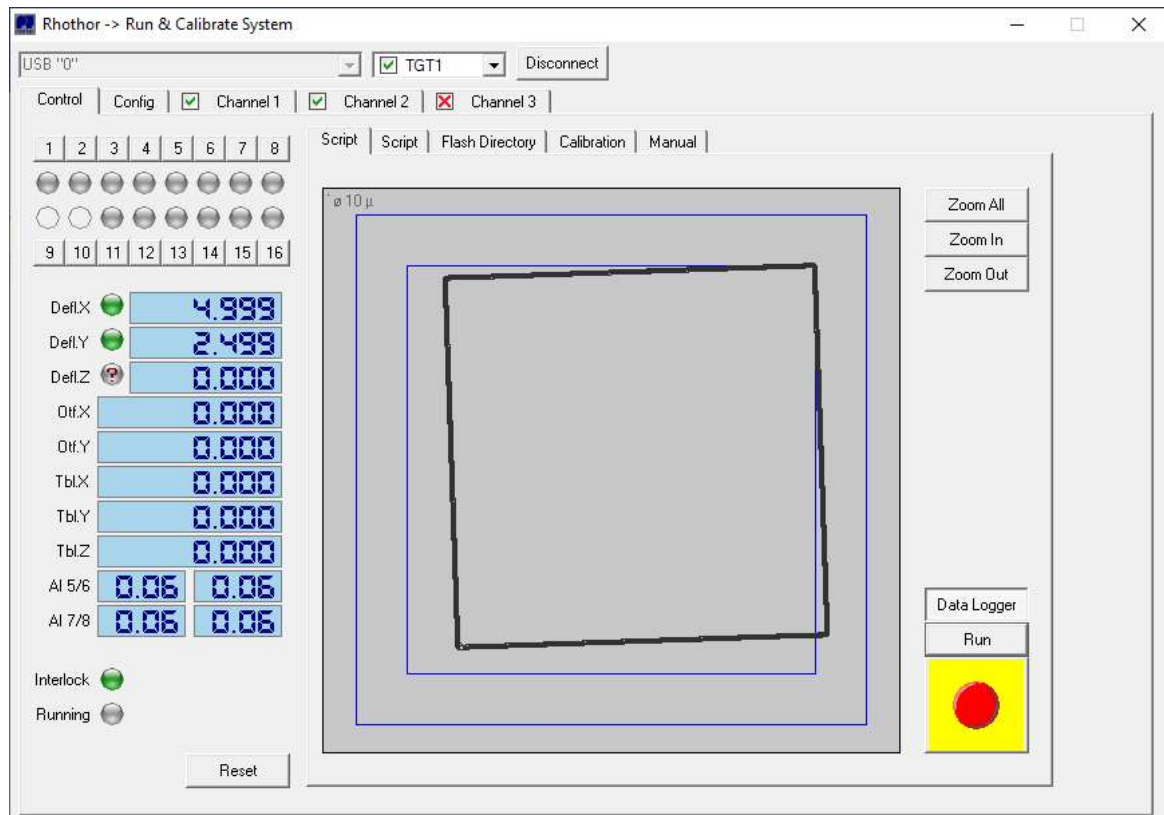 Rhothor -> Run & Calibrate System
USB "0" TGT1 Disconnect
Control Config Channel 1 Channel 2 Channel 3
Script Script Flash Directory Calibration Manual
1 2 3 4 5 6 7 8
9 10 11 12 13 14 15 16
ø 10 µ
Zoom All
Zoom In
Zoom Out
Defl.X 4.999
Defl.Y 2.499
Defl.Z ? 0.000
Otf.X 0.000
Otf.Y 0.000
Tbl.X 0.000
Tbl.Y 0.000
Tbl.Z 0.000
AI 5/6 0.06 0.06
AI 7/8 0.06 0.06
Data Logger
Run
Interlock
Running
Reset